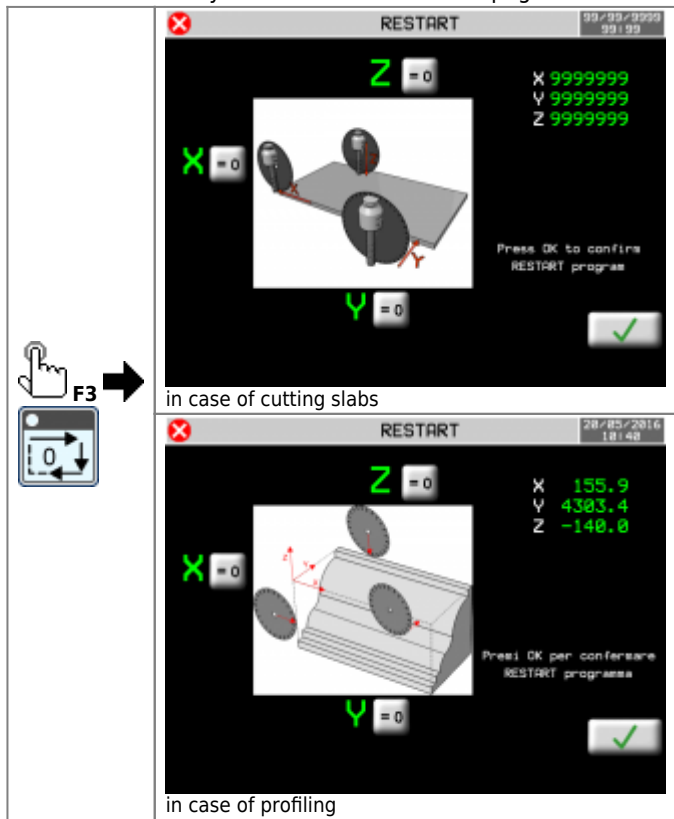 RESTART
99/99/9999
99:99
Z = 0
X 9999999
Y 9999999
Z 9999999
X = 0
Z
X
Y
Press OK to confirm
RESTART program
Y = 0
in case of cutting slabs
F3
0
RESTART
20/05/2016
10:40
Z = 0
X 155.9
Y 4303.4
Z -140.0
X = 0
Premi OK per confermare
RESTART programma
Y = 0
in case of profiling